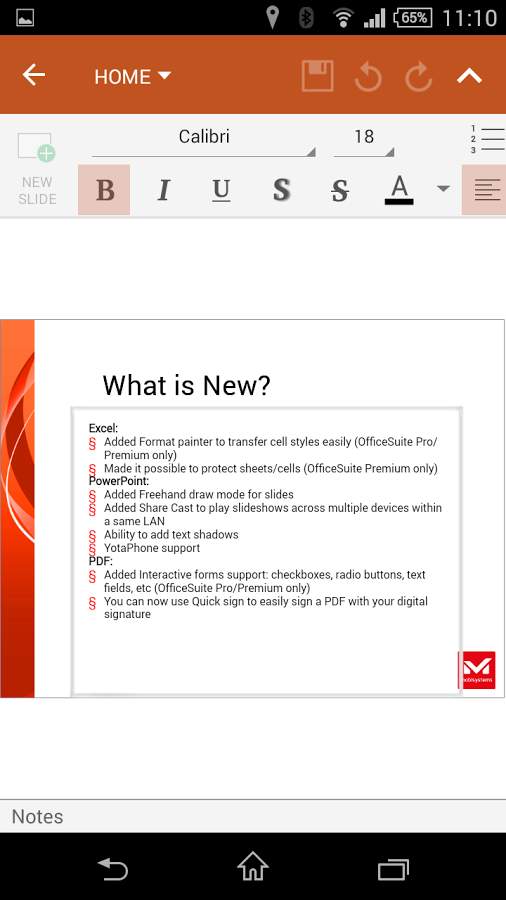 65% 11:10
HOME
Calibri 18
1
2
3
NEW
SLIDE
B I U S S A
What is New?
Excel:
§ Added Format painter to transfer cell styles easily (OfficeSuite Pro/
Premium only)
§ Made it possible to protect sheets/cells (OfficeSuite Premium only)
PowerPoint:
§ Added Freehand draw mode for slides
§ Added Share Cast to play slideshows across multiple devices within
a same LAN
§ Ability to add text shadows
§ YotaPhone support
PDF:
§ Added Interactive forms support: checkboxes, radio buttons, text
fields, etc (OfficeSuite Pro/Premium only)
§ You can now use Quick sign to easily sign a PDF with your digital
signature
mobisystems
Notes